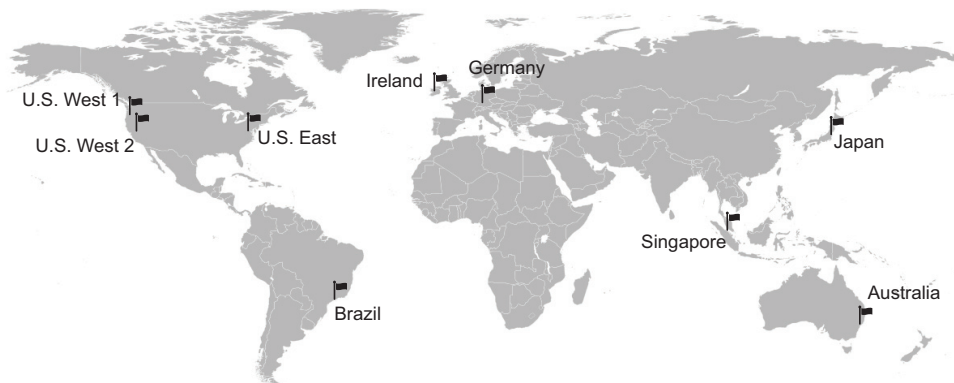 Ireland
Germany
U.S. West 1
U.S. West 2
U.S. East
Japan
Singapore
Brazil
Australia